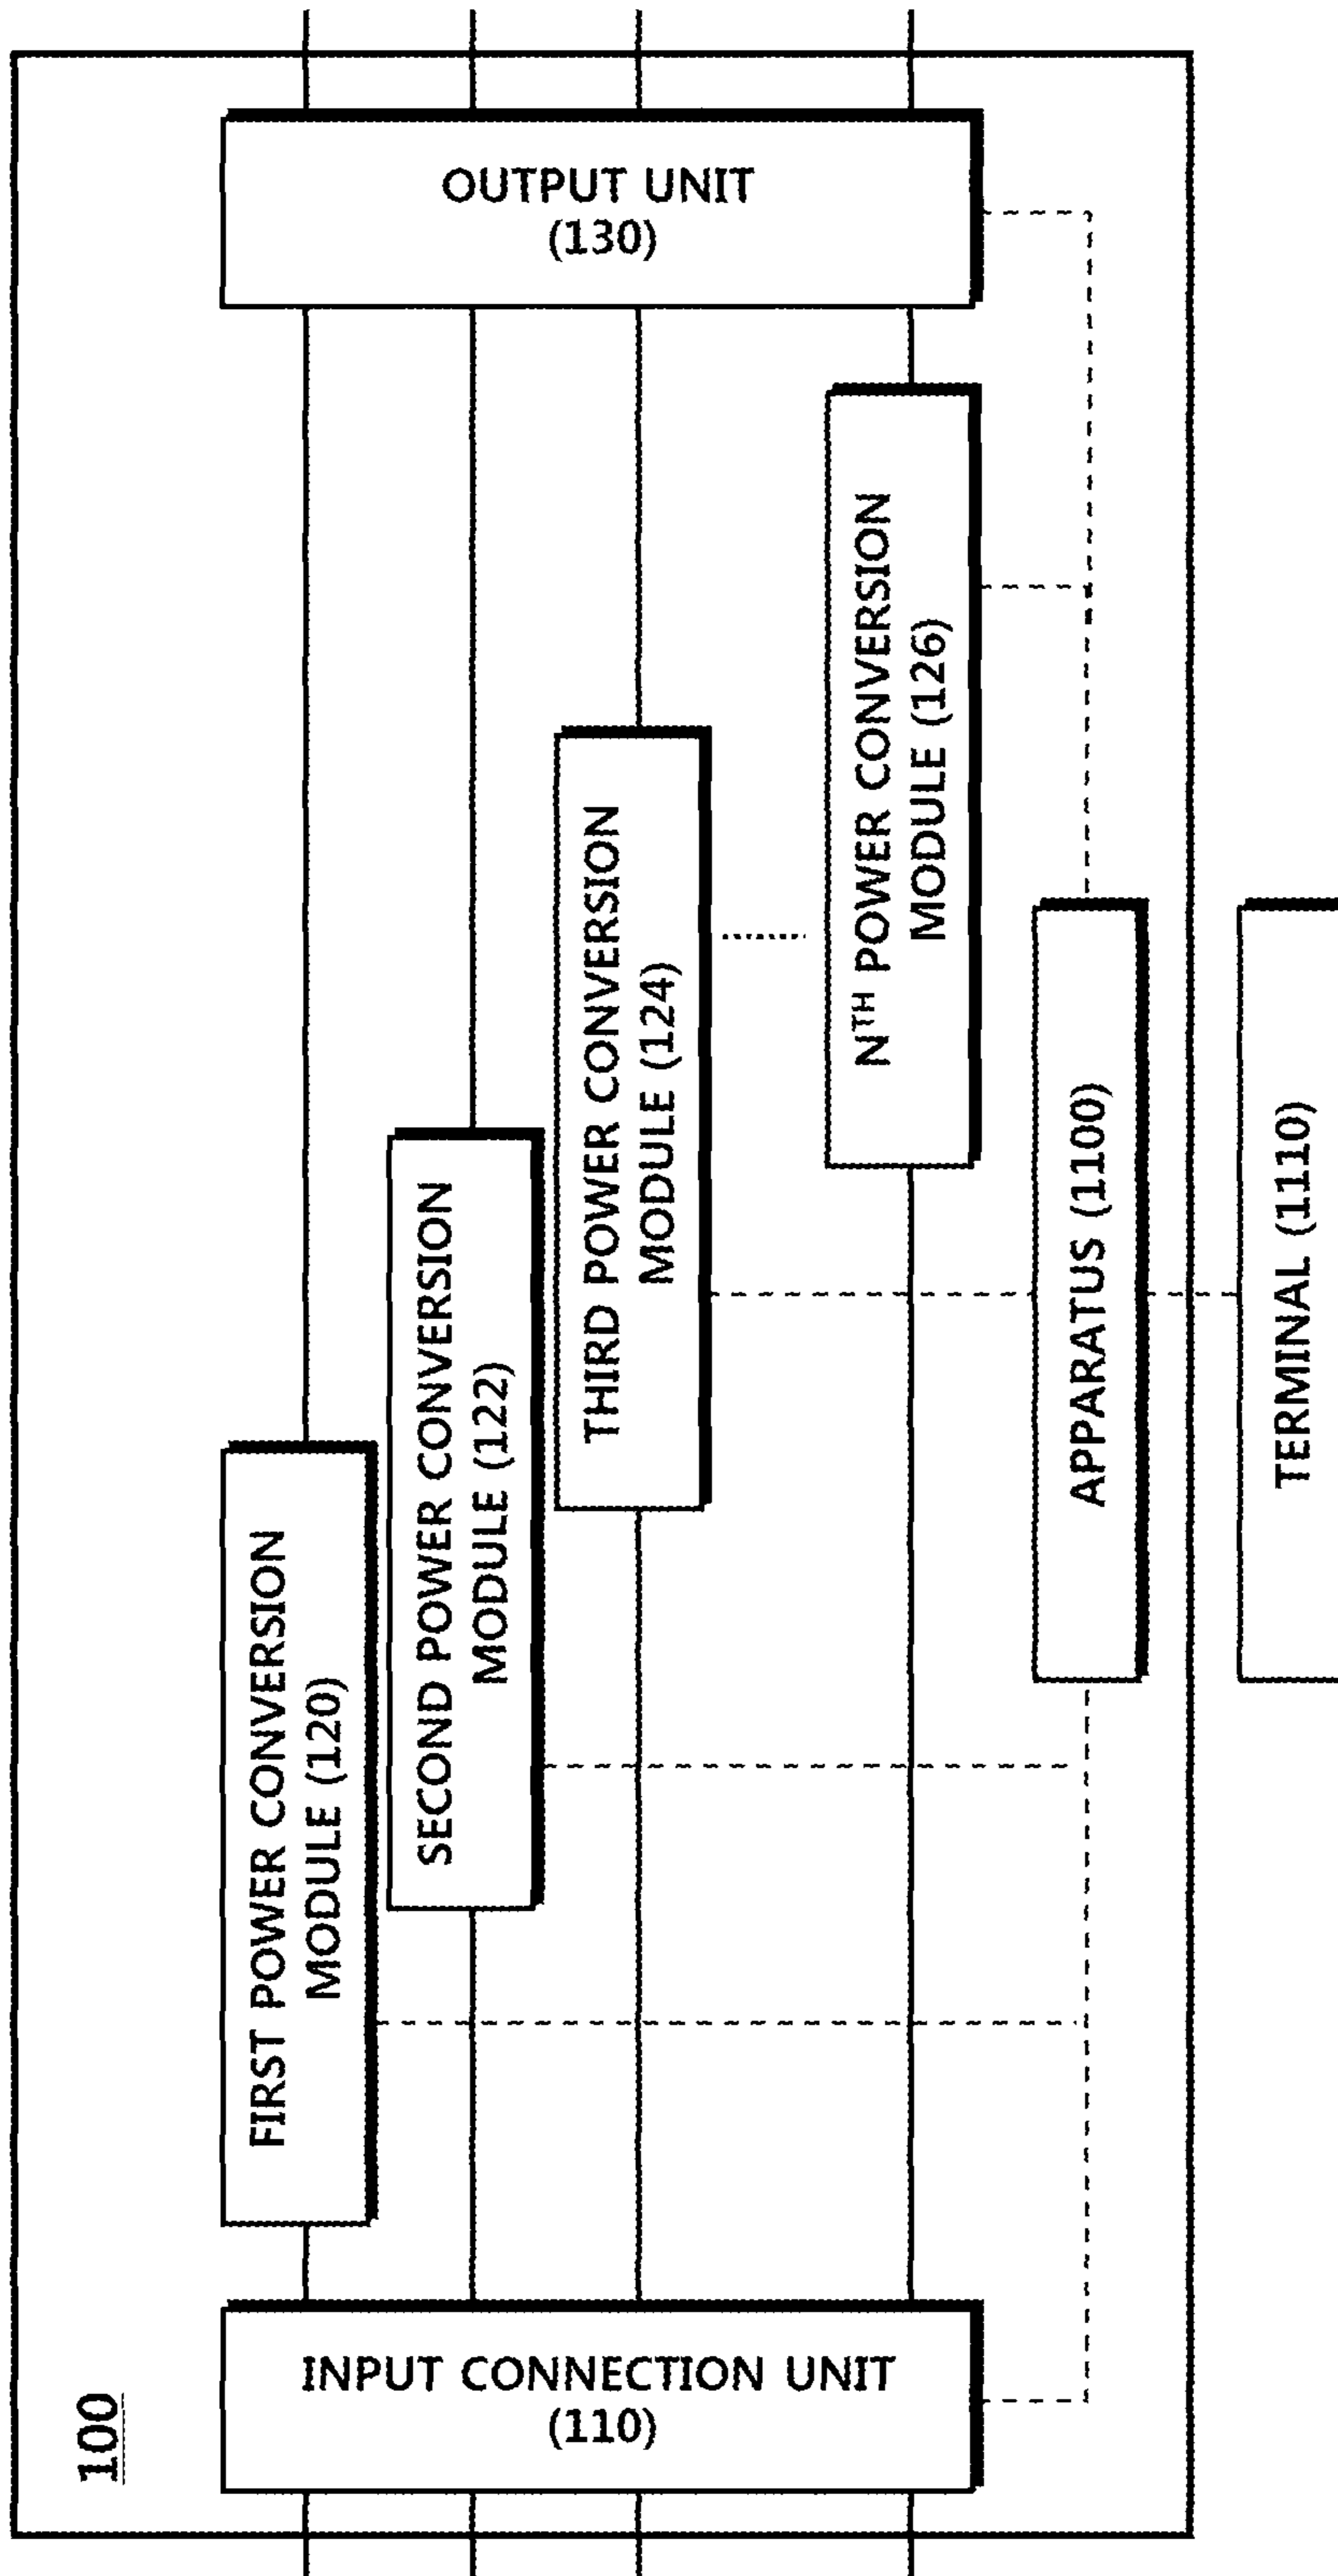 100
INPUT CONNECTION UNIT
(110)
FIRST POWER CONVERSION
MODULE (120)
SECOND POWER CONVERSION
MODULE (122)
THIRD POWER CONVERSION
MODULE (124)
NTH POWER CONVERSION
MODULE (126)
OUTPUT UNIT
(130)
APPARATUS (1100)
TERMINAL (1110)